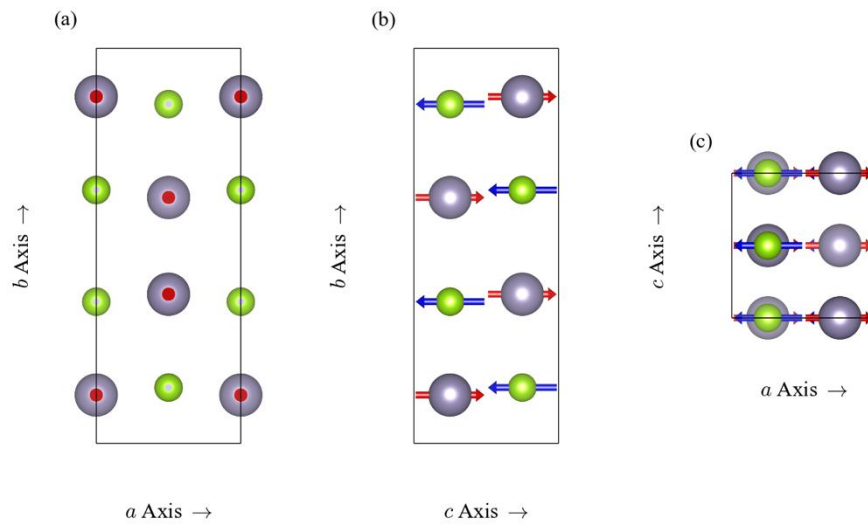 (a)
(b)
(c)
b Axis →
b Axis →
c Axis →
a Axis →
c Axis →
a Axis →